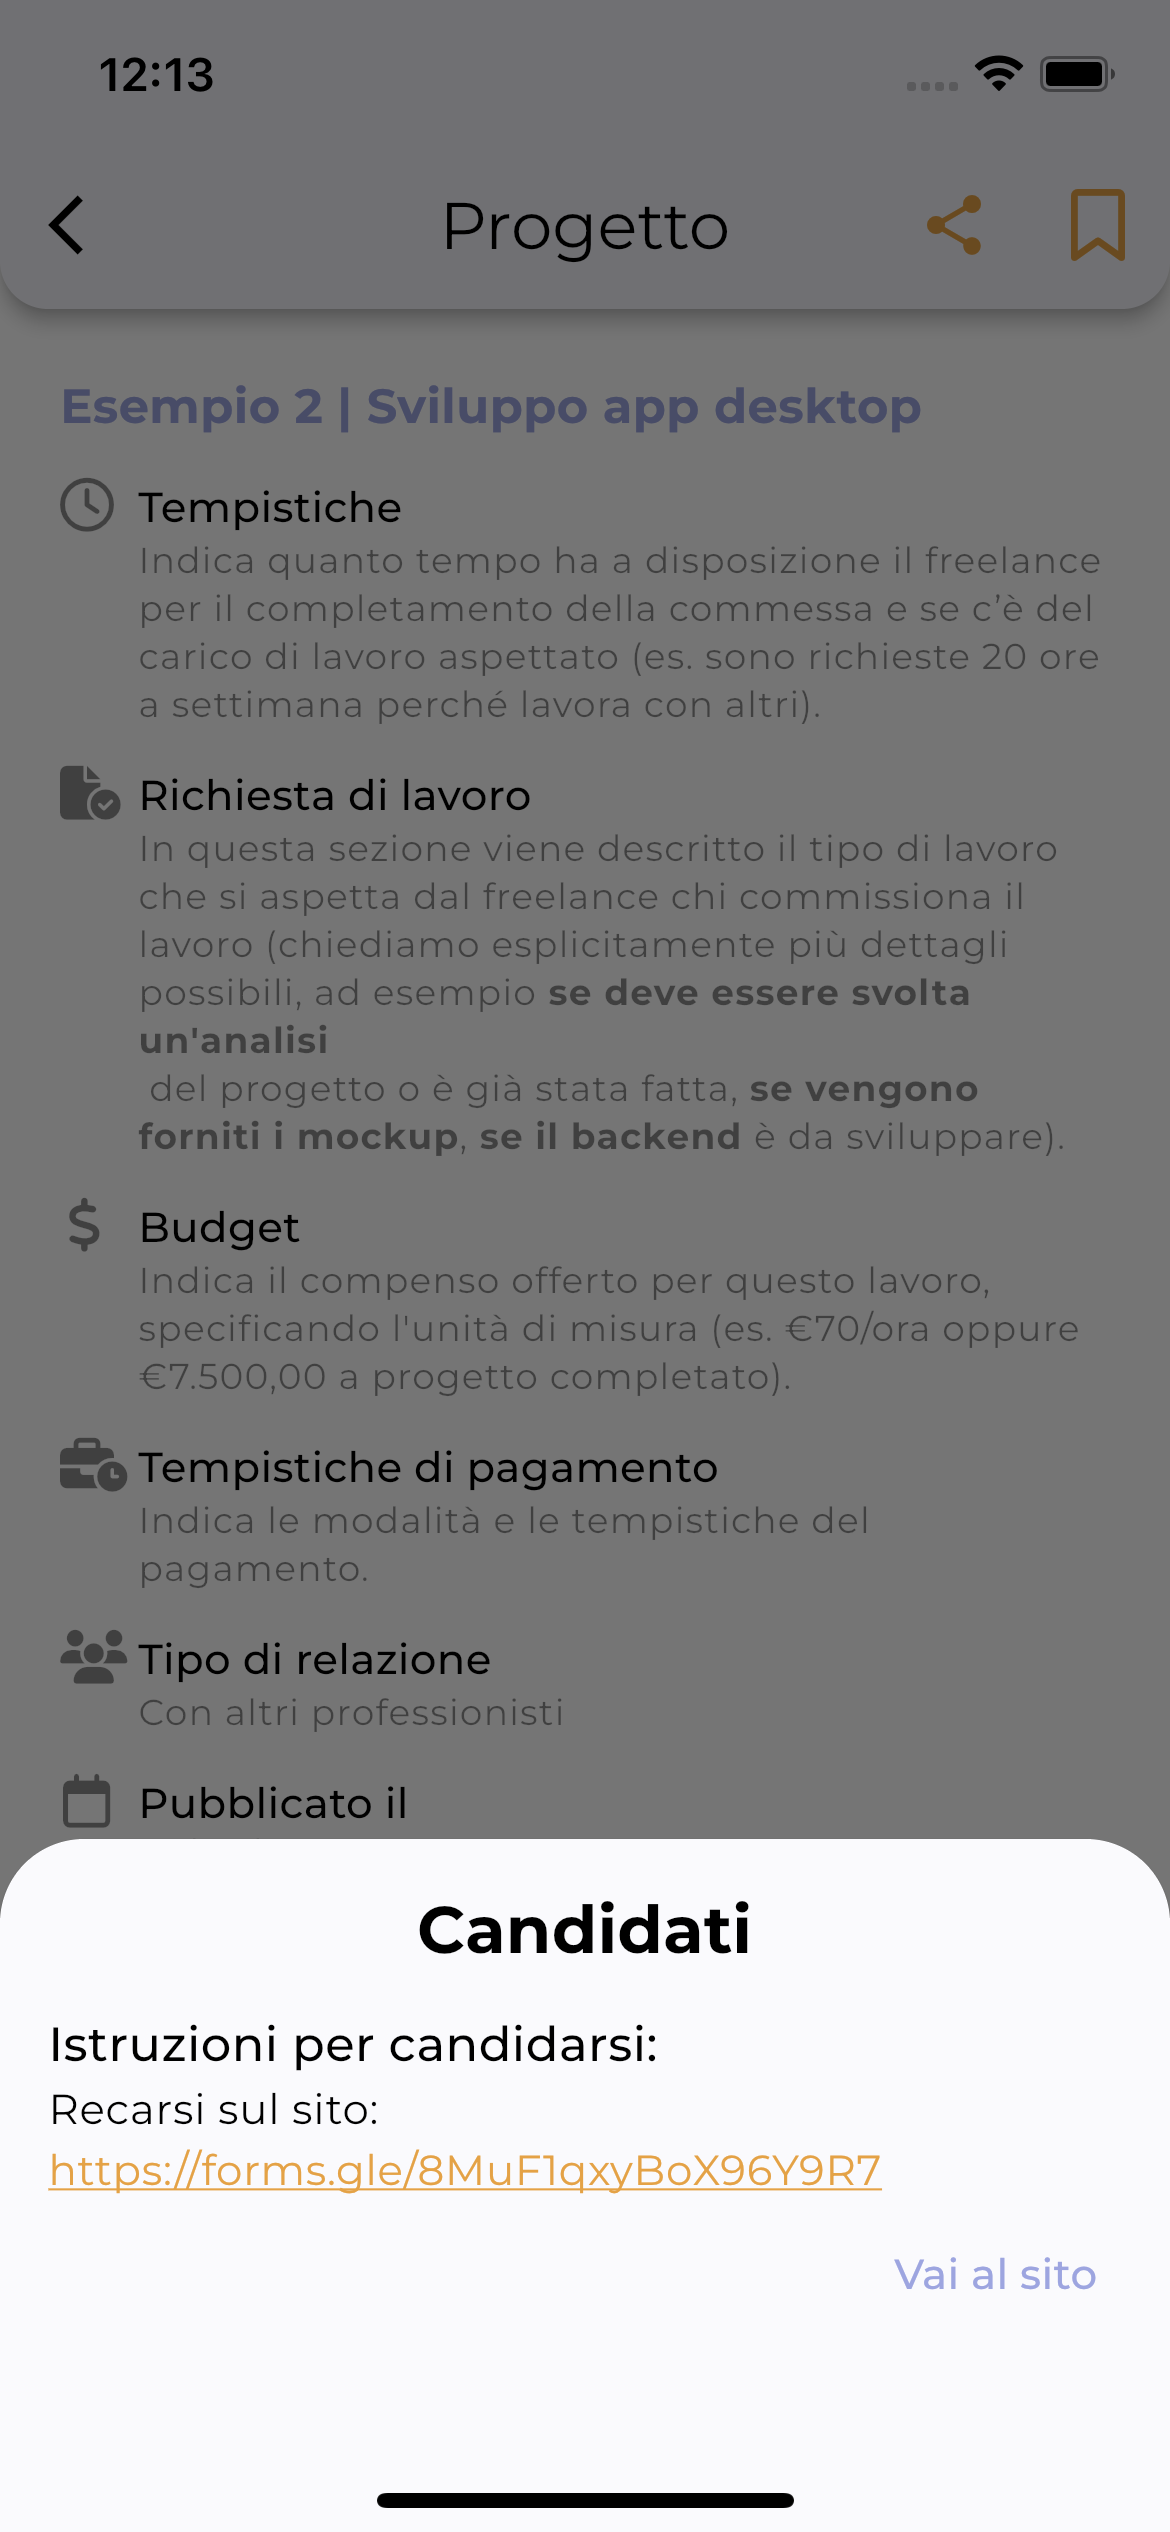 12:13
Progetto
Esempio 2 | Sviluppo app desktop
Tempistiche
Indica quanto tempo ha a disposizione il freelance
per il completamento della commessa e se c’è del
carico di lavoro aspettato (es. sono richieste 20 ore
a settimana perché lavora con altri).
Richiesta di lavoro
In questa sezione viene descritto il tipo di lavoro
che si aspetta dal freelance chi commissiona il
lavoro (chiediamo esplicitamente più dettagli
possibili, ad esempio se deve essere svolta
un'analisi
del progetto o è già stata fatta, se vengono
forniti i mockup, se il backend è da sviluppare).
Budget
Indica il compenso offerto per questo lavoro,
specificando l'unità di misura (es. €70/ora oppure
€7.500,00 a progetto completato).
Tempistiche di pagamento
Indica le modalità e le tempistiche del
pagamento.
Tipo di relazione
Con altri professionisti
Pubblicato il
Candidati
Istruzioni per candidarsi:
Recarsi sul sito:
https://forms.gle/8MuF1qxyBoX96Y9R7
Vai al sito